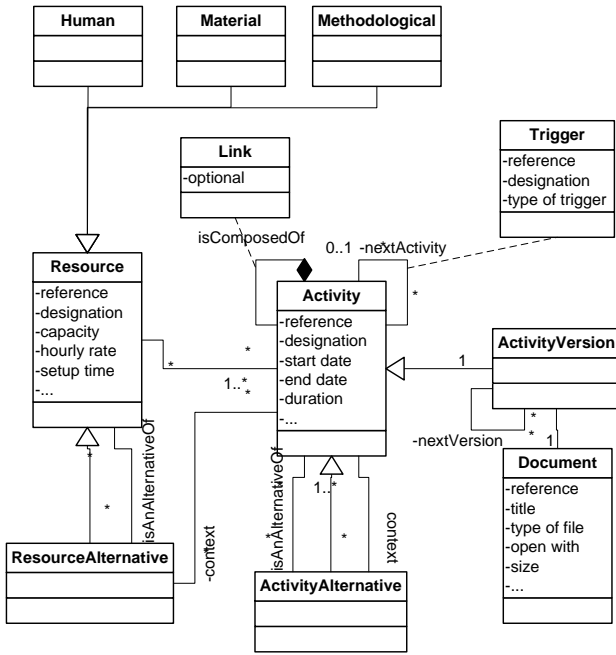 Human
Material
Methodological
Link
-optional
Trigger
-reference
-designation
-type of trigger
isComposedOf
0..1
-nextActivity
*
*
Resource
-reference
-designation
-capacity
-hourly rate
-setup time
-...
Activity
-reference
-designation
-start date
-end date
-duration
-...
*
*
1..*
*
1
ActivityVersion
-nextVersion
*
*
1
Document
-reference
-title
-type of file
-open with
-size
-...
*
*
isAnAlternativeOf
ResourceAlternative
-context
*
isAnAlternativeOf
*
1..*
*
context
ActivityAlternative